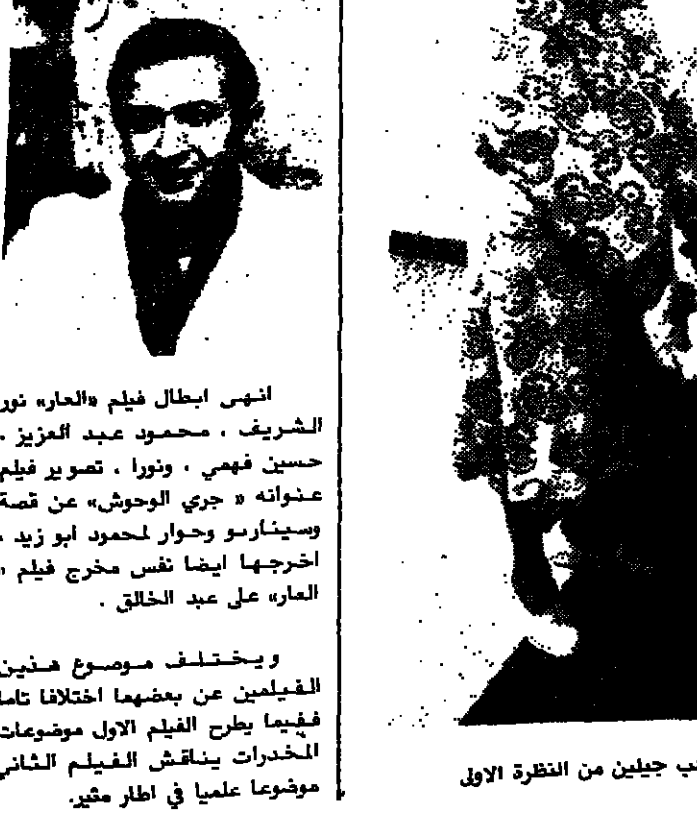 انهى ابطال فيلم «العار» نور
الشريف ، محمود عبد العزيز .
حسين فهمي ، ونورا ، تصوير فيلم
عنوانه « جري الوحوش» عن قصة
وسيناريو وحوار لمحمود ابو زيد .
اخرجها ايضا نفس مخرج فيلم «
العار» على عبد الخالق .
ويختلف موضوع هذين
الفيلمين عن بعضهما اختلافا تاما
ففيما يطرح الفيلم الاول موضوعات
المخدرات يناقش الفيلم الثاني
موضوعا علميا في اطار مثير.
جيلين من النظرة الاولى